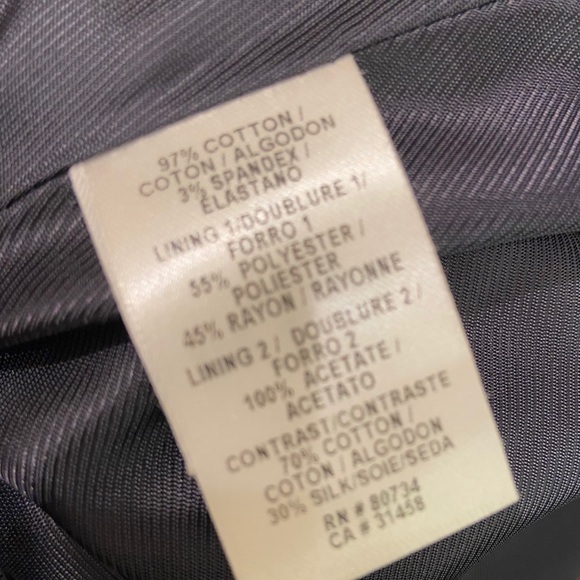 97% COTTON /
COTON / ALGODON
3% SPANDEX /
ELASTANO
LINING 1/DOUBLURE 1/
FORRO 1
55% POLYESTER /
POLIESTER
45% RAYON / RAYONNE
LINING 2 / DOUBLURE 2 /
FORRO 2
100% ACETATE /
ACETATO
CONTRAST/CONTRASTE
70% COTTON /
COTON / ALGODON
30% SILK/SOIE/SEDA
RN # 80734
CA # 31458